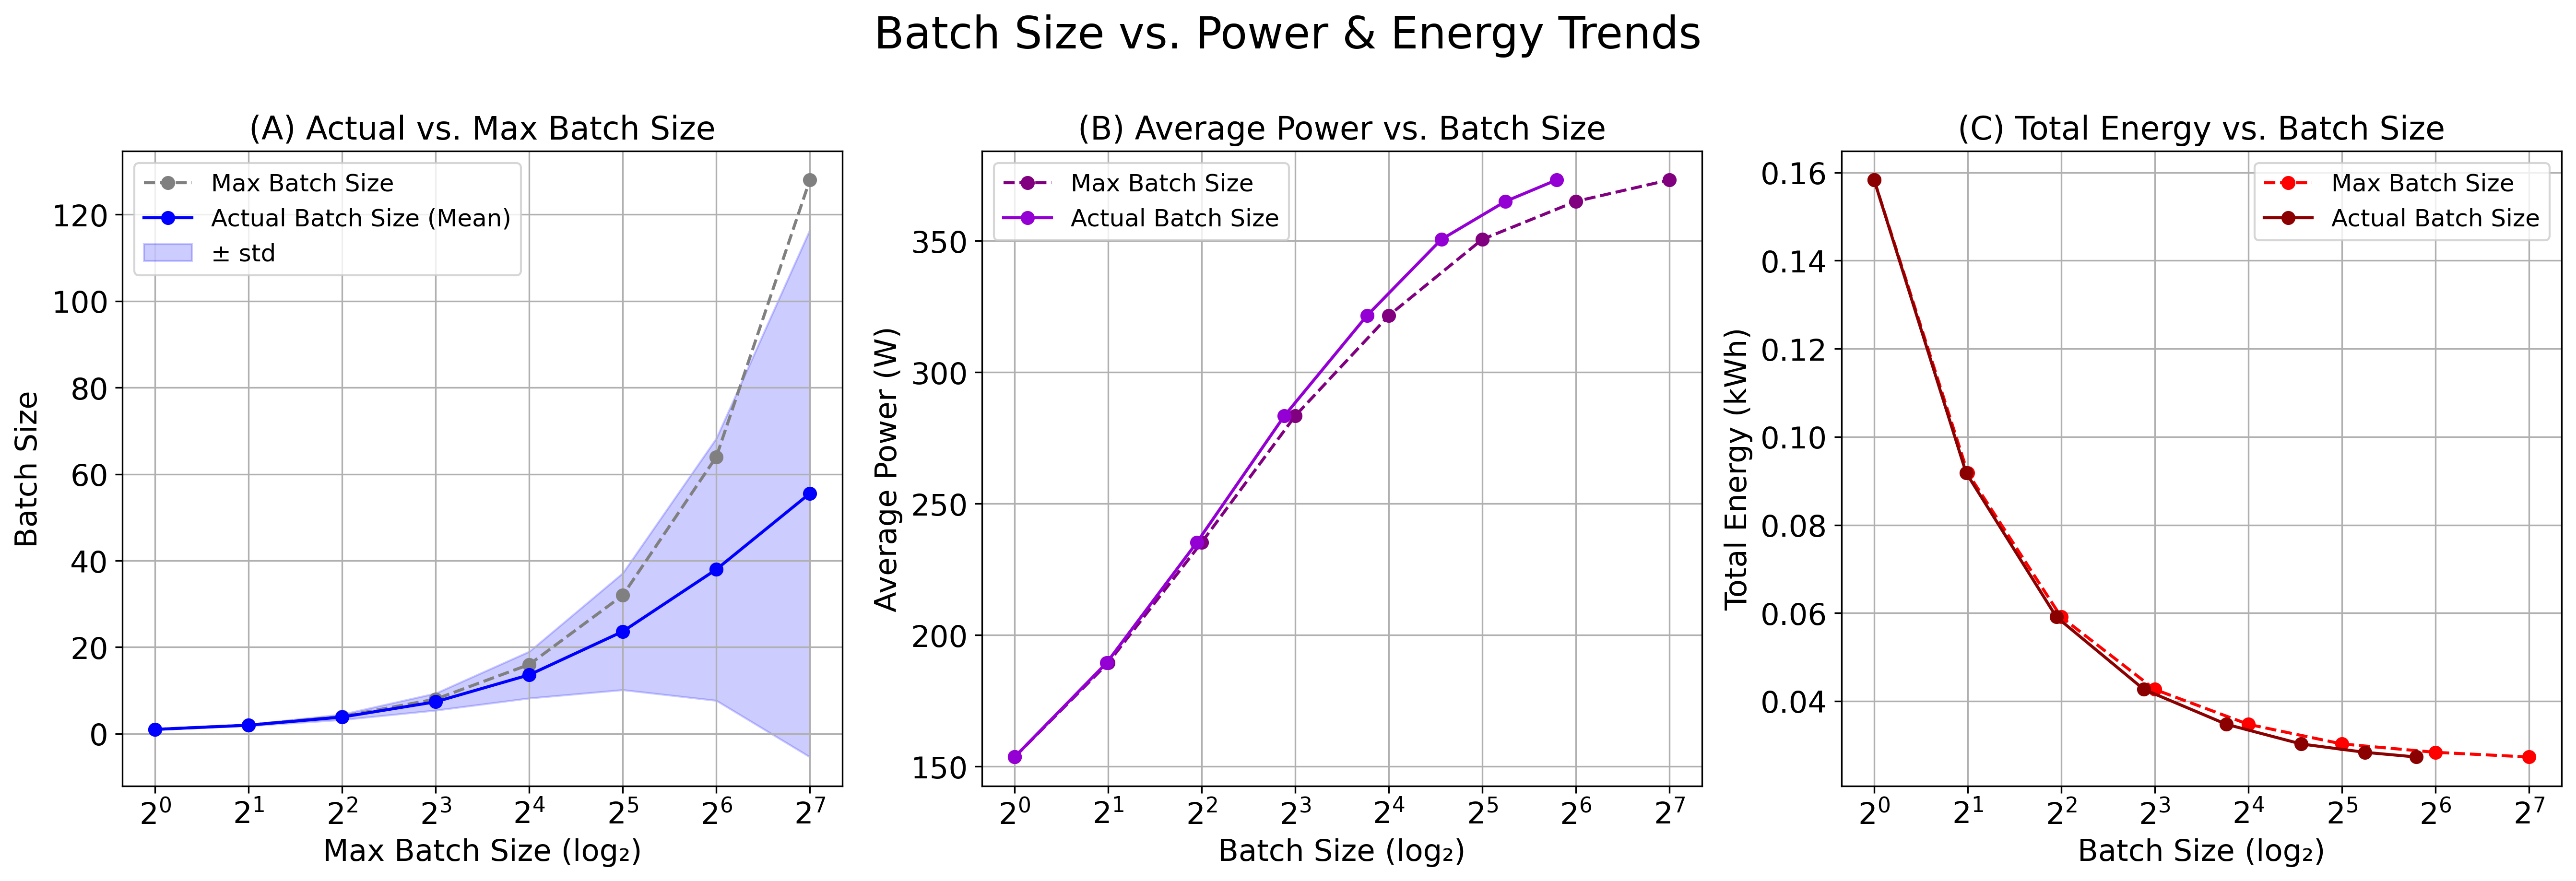 Batch Size vs. Power & Energy Trends
(A) Actual vs. Max Batch Size
Max Batch Size
Actual Batch Size (Mean)
± std
120
100
80
60
40
20
0
Batch Size
2⁰ 2¹ 2² 2³ 2⁴ 2⁵ 2⁶ 2⁷
Max Batch Size (log₂)
(B) Average Power vs. Batch Size
Max Batch Size
Actual Batch Size
350
300
250
200
150
Average Power (W)
2⁰ 2¹ 2² 2³ 2⁴ 2⁵ 2⁶ 2⁷
Batch Size (log₂)
(C) Total Energy vs. Batch Size
Max Batch Size
Actual Batch Size
0.16
0.14
0.12
0.10
0.08
0.06
0.04
Total Energy (kWh)
2⁰ 2¹ 2² 2³ 2⁴ 2⁵ 2⁶ 2⁷
Batch Size (log₂)